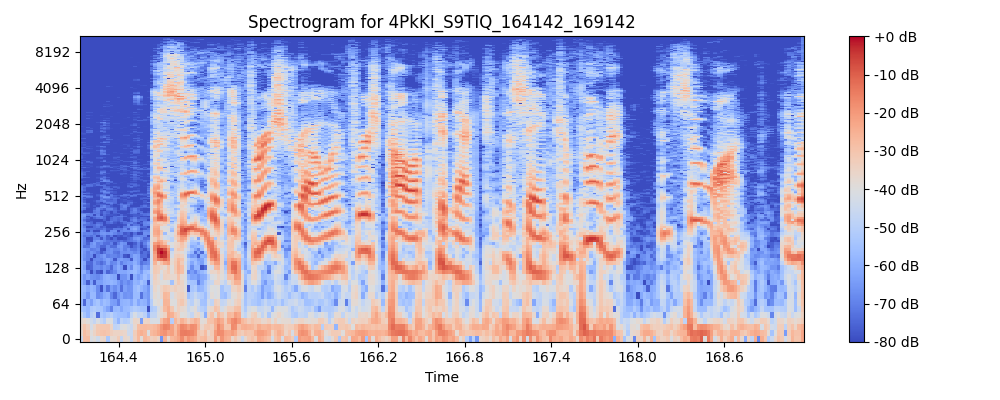 Spectrogram for 4PkKI_S9TIQ_164142_169142
8192
4096
2048
1024
512
256
128
64
0
Hz
164.4 165.0 165.6 166.2 166.8 167.4 168.0 168.6
Time
+0 dB
-10 dB
-20 dB
-30 dB
-40 dB
-50 dB
-60 dB
-70 dB
-80 dB